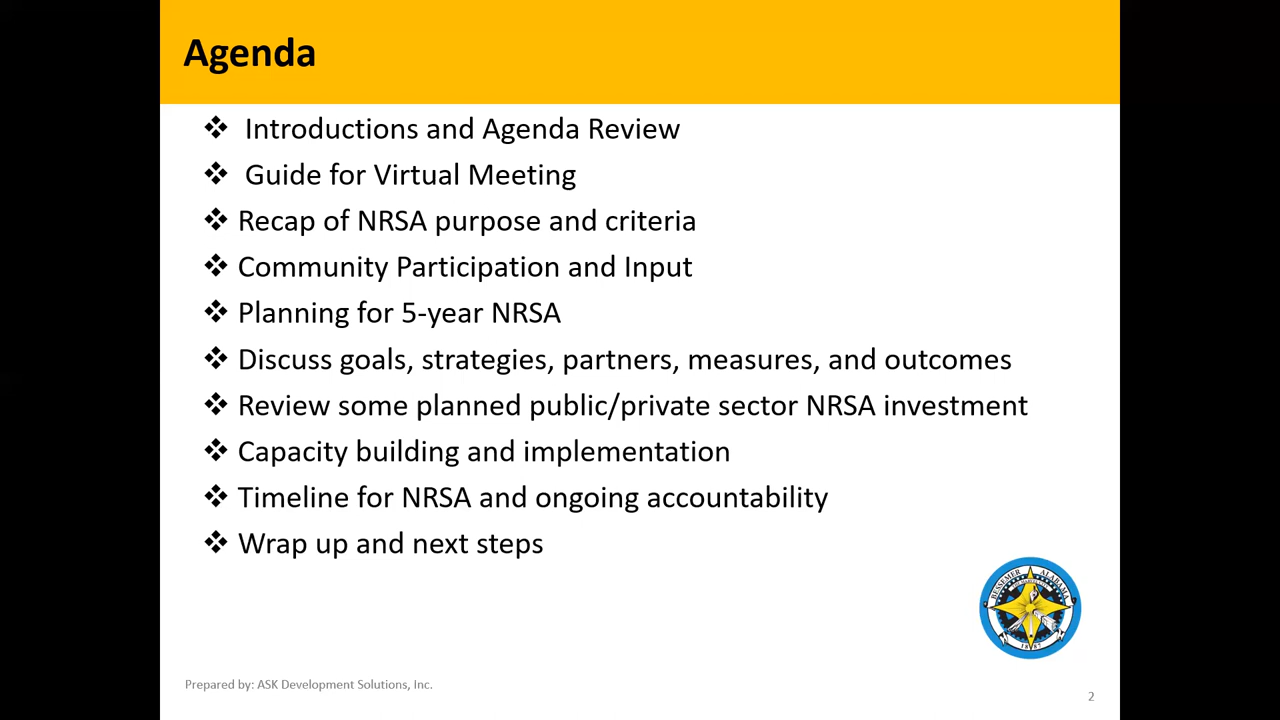 Agenda
❖ Introductions and Agenda Review
❖ Guide for Virtual Meeting
❖ Recap of NRSA purpose and criteria
❖ Community Participation and Input
❖ Planning for 5-year NRSA
❖ Discuss goals, strategies, partners, measures, and outcomes
❖ Review some planned public/private sector NRSA investment
❖ Capacity building and implementation
❖ Timeline for NRSA and ongoing accountability
❖ Wrap up and next steps
BESSEMER ALABAMA
1887
Prepared by: ASK Development Solutions, Inc.
2